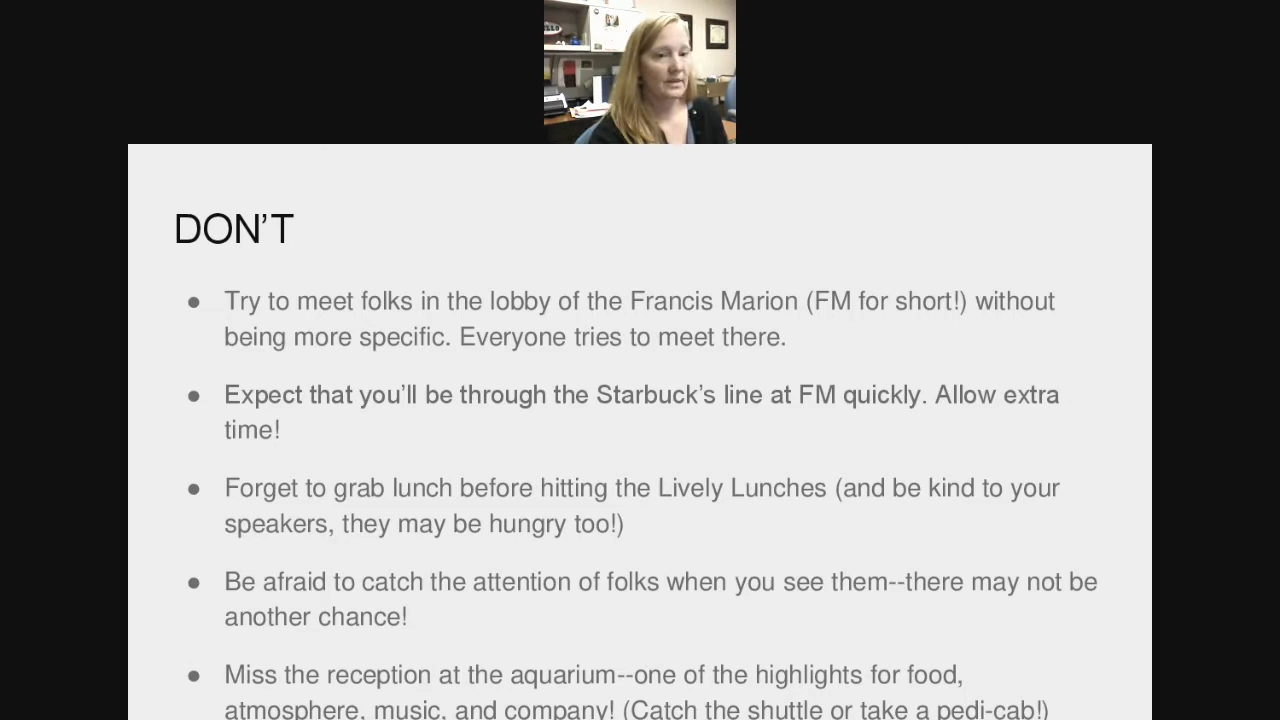 DON'T
● Try to meet folks in the lobby of the Francis Marion (FM for short!) without
being more specific. Everyone tries to meet there.
● Expect that you'll be through the Starbuck's line at FM quickly. Allow extra
time!
● Forget to grab lunch before hitting the Lively Lunches (and be kind to your
speakers, they may be hungry too!)
● Be afraid to catch the attention of folks when you see them--there may not be
another chance!
● Miss the reception at the aquarium--one of the highlights for food,
atmosphere, music, and company! (Catch the shuttle or take a pedi-cab!)